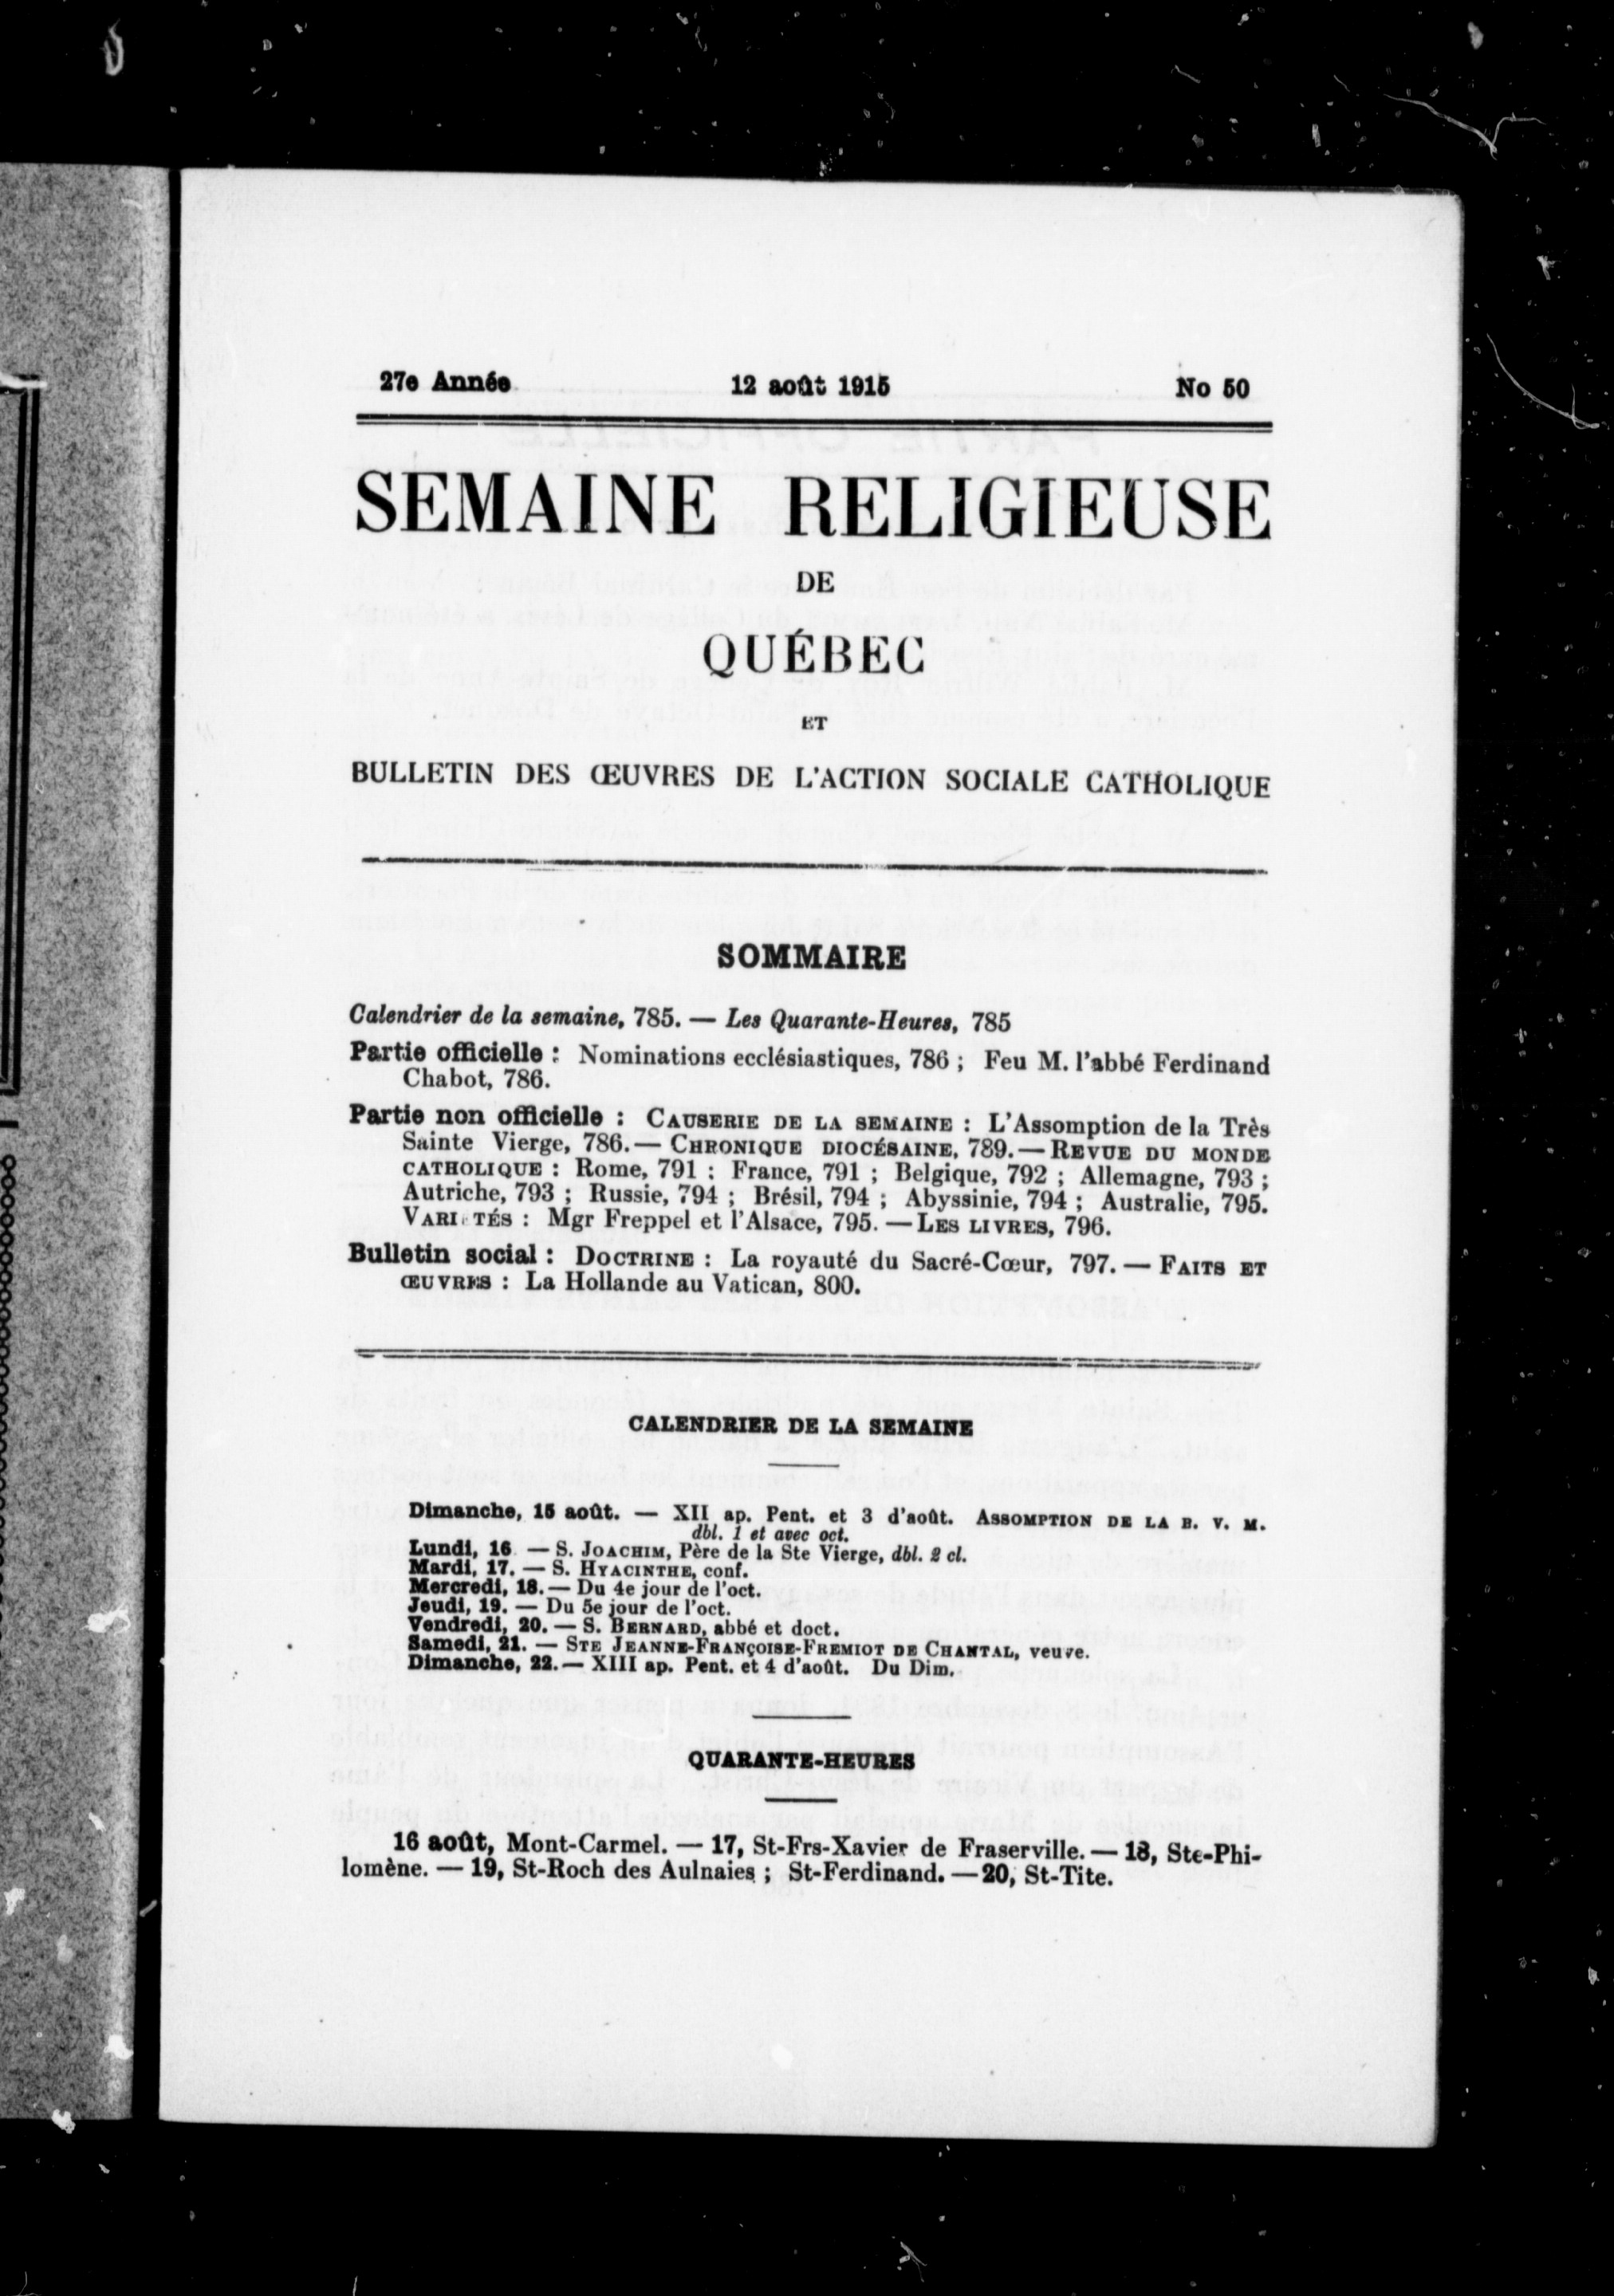 27e Année 12 août 1915 No 50
SEMAINE RELIGIEUSE
DE
QUÉBEC
ET
BULLETIN DES ŒUVRES DE L'ACTION SOCIALE CATHOLIQUE
SOMMAIRE
Calendrier de la semaine, 785. — Les Quarante-Heures, 785
Partie officielle : Nominations ecclésiastiques, 786 ; Feu M. l'abbé Ferdinand
Chabot, 786.
Partie non officielle : CAUSERIE DE LA SEMAINE : L'Assomption de la Très
Sainte Vierge, 786. — CHRONIQUE DIOCÉSAINE, 789. — REVUE DU MONDE
CATHOLIQUE : Rome, 791 : France, 791 ; Belgique, 792 ; Allemagne, 793 ;
Autriche, 793 ; Russie, 794 ; Brésil, 794 ; Abyssinie, 794 ; Australie, 795.
VARIÉTÉS : Mgr Freppel et l'Alsace, 795. — LES LIVRES, 796.
Bulletin social : DOCTRINE : La royauté du Sacré-Cœur, 797. — FAITS ET
ŒUVRES : La Hollande au Vatican, 800.
CALENDRIER DE LA SEMAINE
Dimanche, 15 août. — XII ap. Pent. et 3 d'août. ASSOMPTION DE LA B. V. M.
dbl. 1 et avec oct.
Lundi, 16 — S. JOACHIM, Père de la Ste Vierge, dbl. 2 cl.
Mardi, 17. — S. HYACINTHE, conf.
Mercredi, 18. — Du 4e jour de l'oct.
Jeudi, 19. — Du 5e jour de l'oct.
Vendredi, 20. — S. BERNARD, abbé et doct.
Samedi, 21. — STE JEANNE-FRANÇOISE-FREMIOT DE CHANTAL, veuve.
Dimanche, 22. — XIII ap. Pent. et 4 d'août. Du Dim.
QUARANTE-HEURES
16 août, Mont-Carmel. — 17, St-Frs-Xavier de Fraserville. — 18, Ste-Phi-
lomène. — 19, St-Roch des Aulnaies ; St-Ferdinand. — 20, St-Tite.